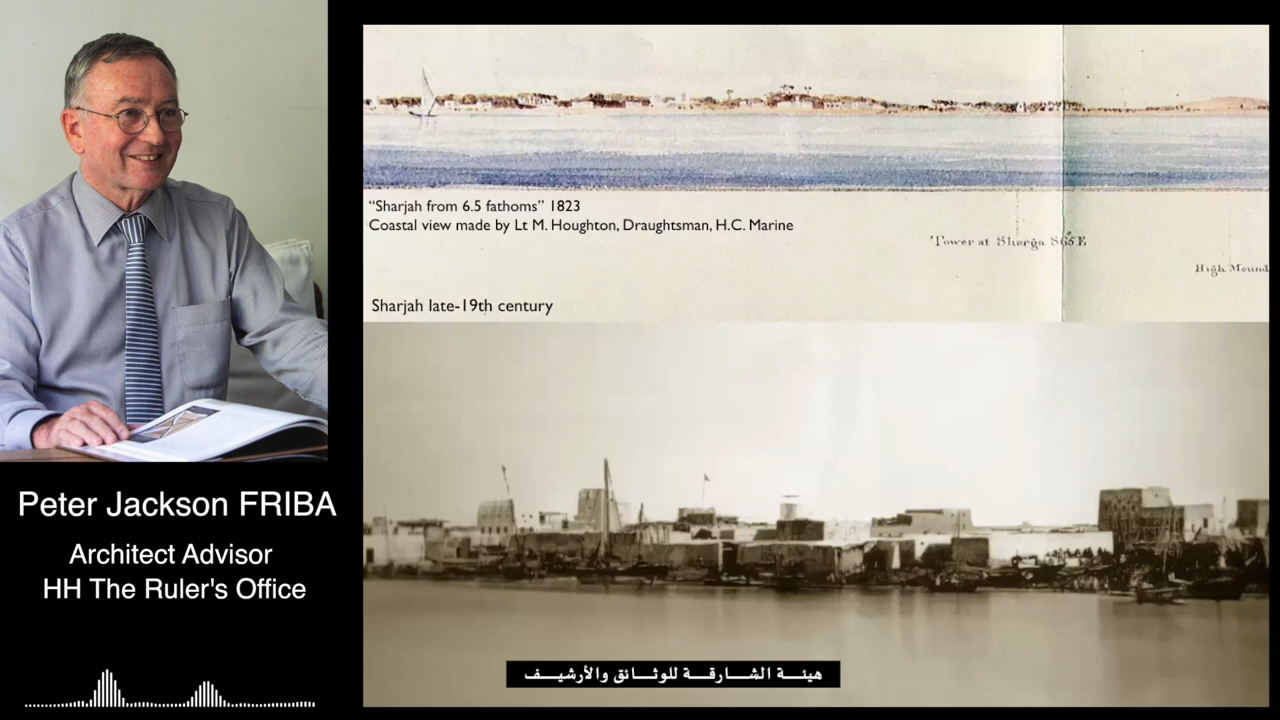 “Sharjah from 6.5 fathoms” 1823
Coastal view made by Lt M. Houghton, Draughtsman, H.C. Marine
Tower at Sharga S65E
High Mound
Sharjah late-19th century
Peter Jackson FRIBA
Architect Advisor
HH The Ruler's Office
هيئة الشارقة للوثائق والأرشيف